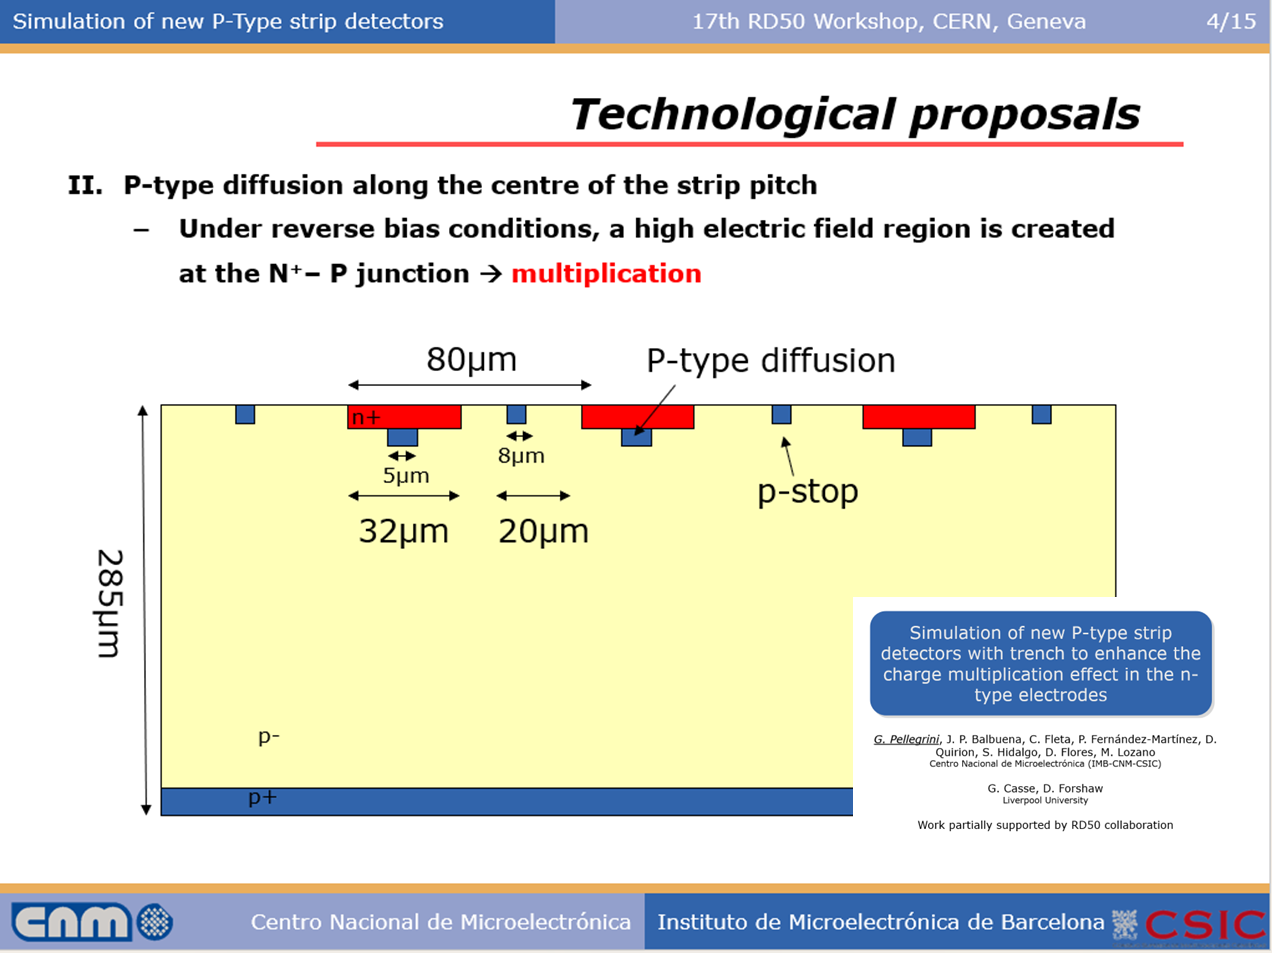 Simulation of new P-Type strip detectors
17th RD50 Workshop, CERN, Geneva
4/15
Technological proposals
II. P-type diffusion along the centre of the strip pitch
– Under reverse bias conditions, a high electric field region is created
at the N⁺– P junction → multiplication
80µm
P-type diffusion
n+
5µm
8µm
32µm
20µm
p-stop
285µm
p-
p+
Simulation of new P-type strip
detectors with trench to enhance the
charge multiplication effect in the n-
type electrodes
G. Pellegrini, J. P. Balbuena, C. Fleta, P. Fernández-Martínez, D.
Quirion, S. Hidalgo, D. Flores, M. Lozano
Centro Nacional de Microelectrónica (IMB-CNM-CSIC)
G. Casse, D. Forshaw
Liverpool University
Work partially supported by RD50 collaboration
cnm
Centro Nacional de Microelectrónica
Instituto de Microelectrónica de Barcelona
CSIC